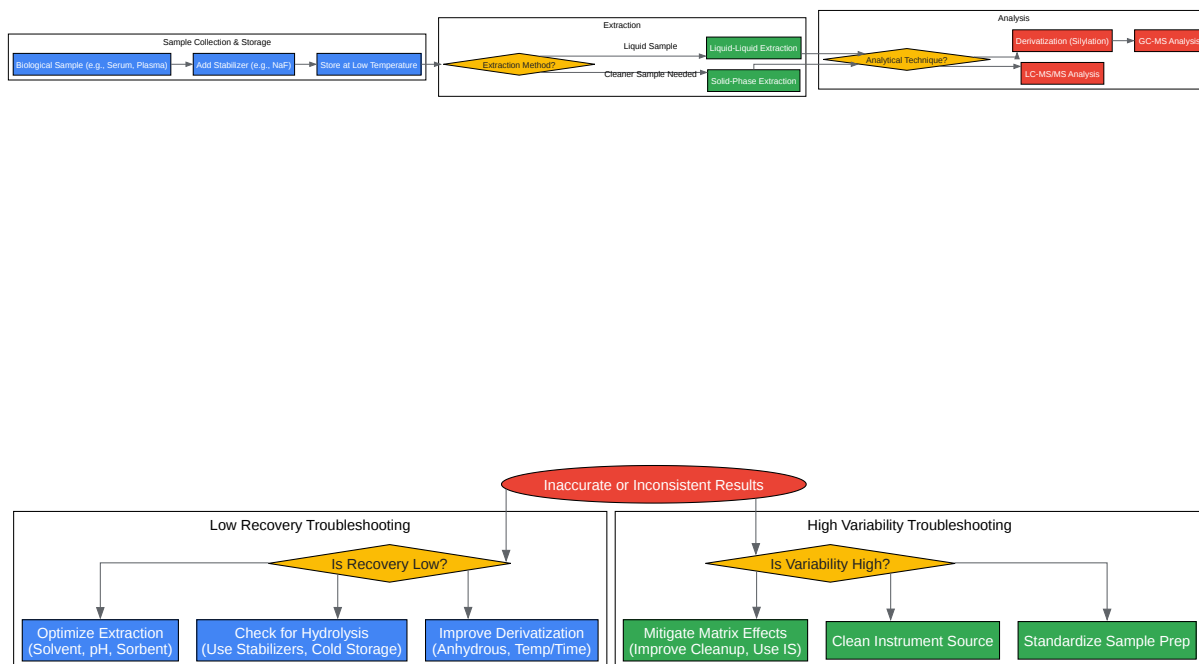 Sample Collection & Storage
Biological Sample (e.g., Serum, Plasma)
Add Stabilizer (e.g., NaF)
Store at Low Temperature
Extraction
Extraction Method?
Liquid Sample
Cleaner Sample Needed
Liquid-Liquid Extraction
Solid-Phase Extraction
Analysis
Analytical Technique?
Derivatization (Silylation)
GC-MS Analysis
LC-MS/MS Analysis
Inaccurate or Inconsistent Results
Low Recovery Troubleshooting
Is Recovery Low?
Optimize Extraction
(Solvent, pH, Sorbent)
Check for Hydrolysis
(Use Stabilizers, Cold Storage)
Improve Derivatization
(Anhydrous, Temp/Time)
High Variability Troubleshooting
Is Variability High?
Mitigate Matrix Effects
(Improve Cleanup, Use IS)
Clean Instrument Source
Standardize Sample Prep